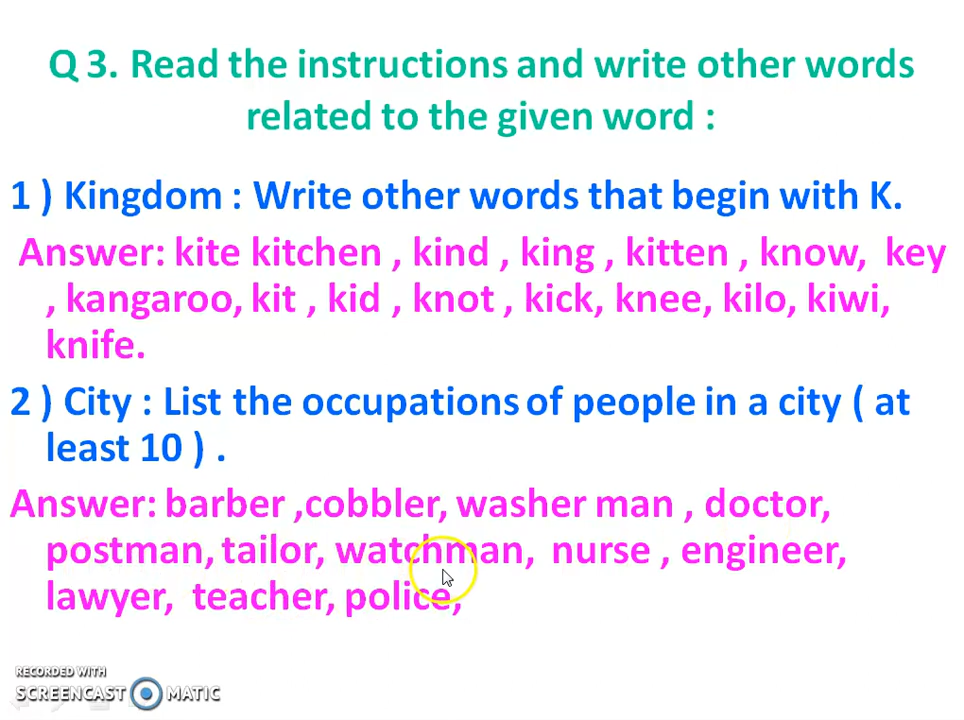 Q 3. Read the instructions and write other words
related to the given word :
1 ) Kingdom : Write other words that begin with K.
Answer: kite kitchen , kind , king , kitten , know, key
, kangaroo, kit , kid , knot , kick, knee, kilo, kiwi,
knife.
2 ) City : List the occupations of people in a city ( at
least 10 ) .
Answer: barber ,cobbler, washer man , doctor,
postman, tailor, watchman, nurse , engineer,
lawyer, teacher, police,
RECORDED WITH
SCREENCAST MATIC